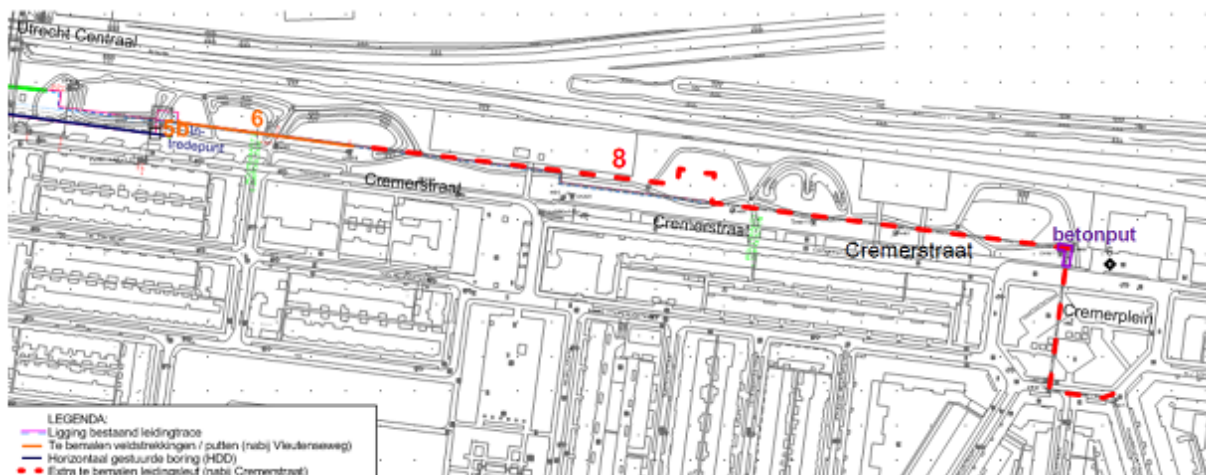 Utrecht Centraal
6
5B
Tredepunt
8
Cremerstraat
Cremerstraat
Cremerstraat
betonput
Cremerplein
LEGENDA:
Ligging bestaand leidingtrace
Te bemalen veldstrekkingen / putten (nabij Vleutenseweg)
Horizontaal gestuurde boring (HDD)
Extra te bemalen leidingsleuf (nabij Cremerstraat)